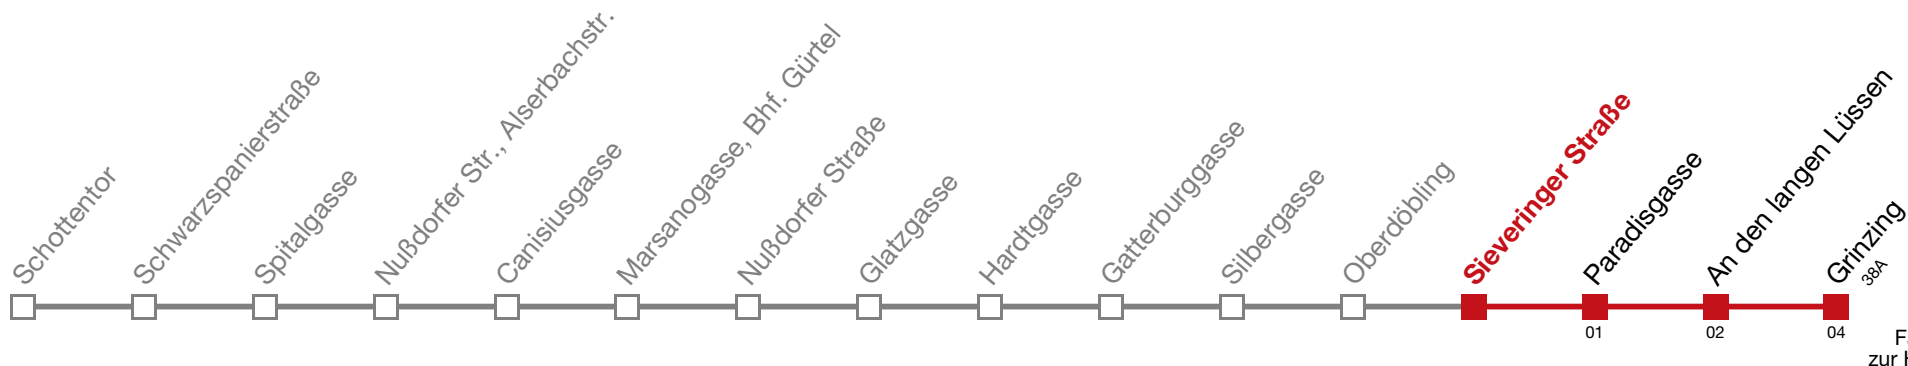 Schottentor
Schwarzspanierstraße
Spitalgasse
Nußdorfer Str., Alserbachstr.
Canisiusgasse
Marsanogasse, Bhf. Gürtel
Nußdorfer Straße
Glatzgasse
Hardtgasse
Gatterburggasse
Silbergasse
Oberdöbling
Sieveringer Straße
Paradisgasse
An den langen Lüssen
Grinzing
38A
01
02
04
zur